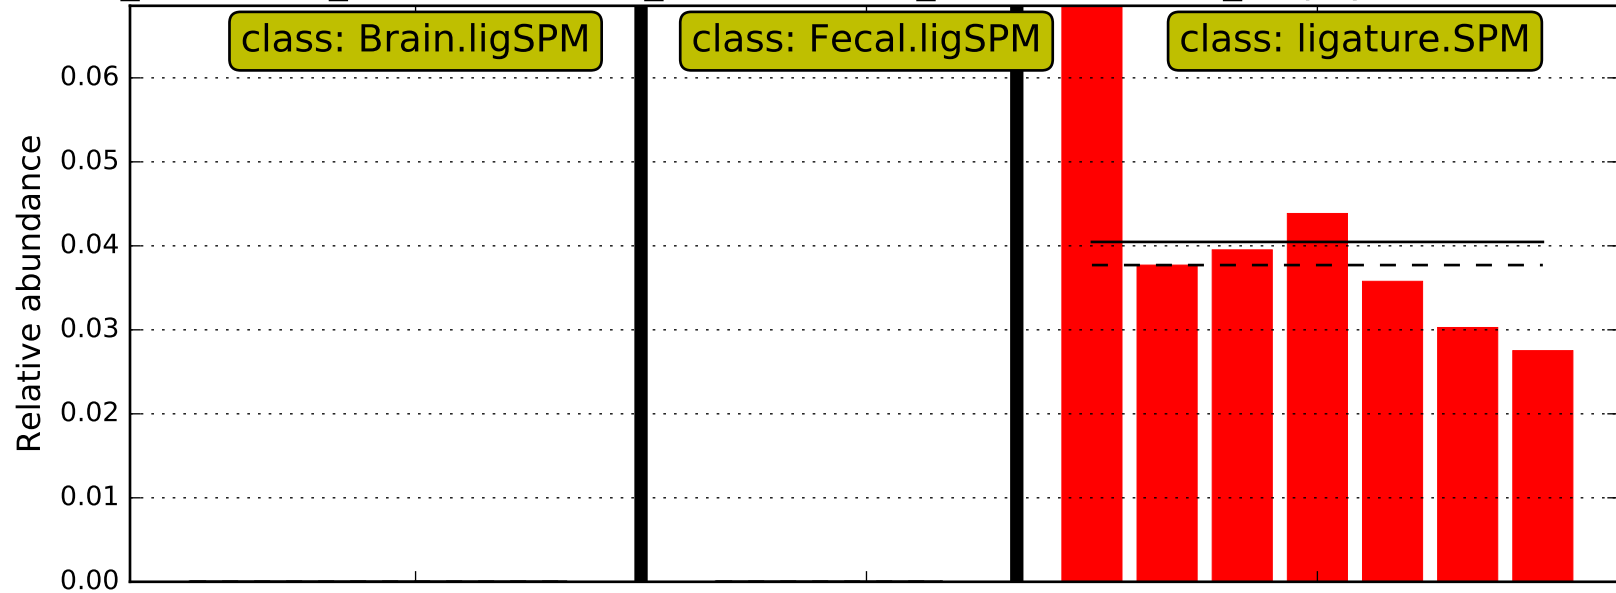 class: Brain.ligSPM
class: Fecal.ligSPM
class: ligature.SPM
Relative abundance
0.06
0.05
0.04
0.03
0.02
0.01
0.00